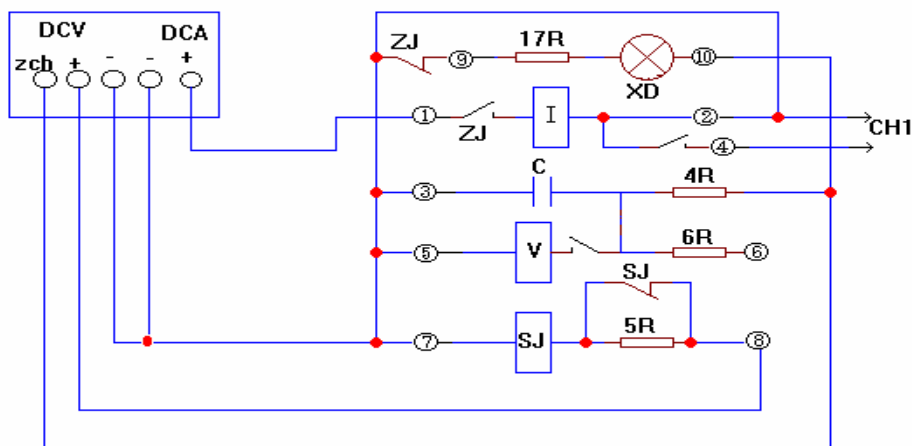 DCV DCA
zch + - - +
ZJ ⑨ 17R ⑩
XD
① ZJ I ② CH1
④
③ C 4R
⑤ V 6R ⑥
SJ
⑦ SJ 5R ⑧